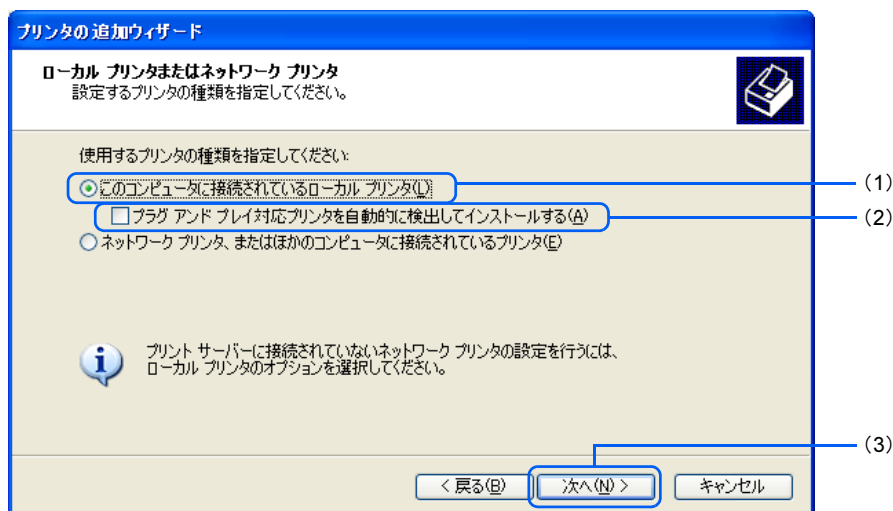 プリンタの追加ウィザード
ローカル プリンタまたはネットワーク プリンタ
設定するプリンタの種類を指定してください。
使用するプリンタの種類を指定してください:
このコンピュータに接続されているローカル プリンタ(L)
(1)
プラグ アンド プレイ対応プリンタを自動的に検出してインストールする(A)
(2)
ネットワーク プリンタ、またはほかのコンピュータに接続されているプリンタ(E)
プリント サーバーに接続されていないネットワーク プリンタの設定を行うには、
ローカル プリンタのオプションを選択してください。
(3)
< 戻る(B)
次へ(N) >
キャンセル